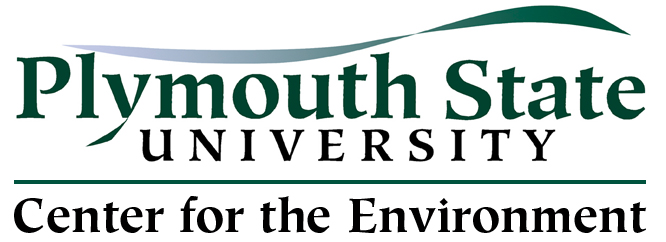 Plymouth State
UNIVERSITY
Center for the Environment